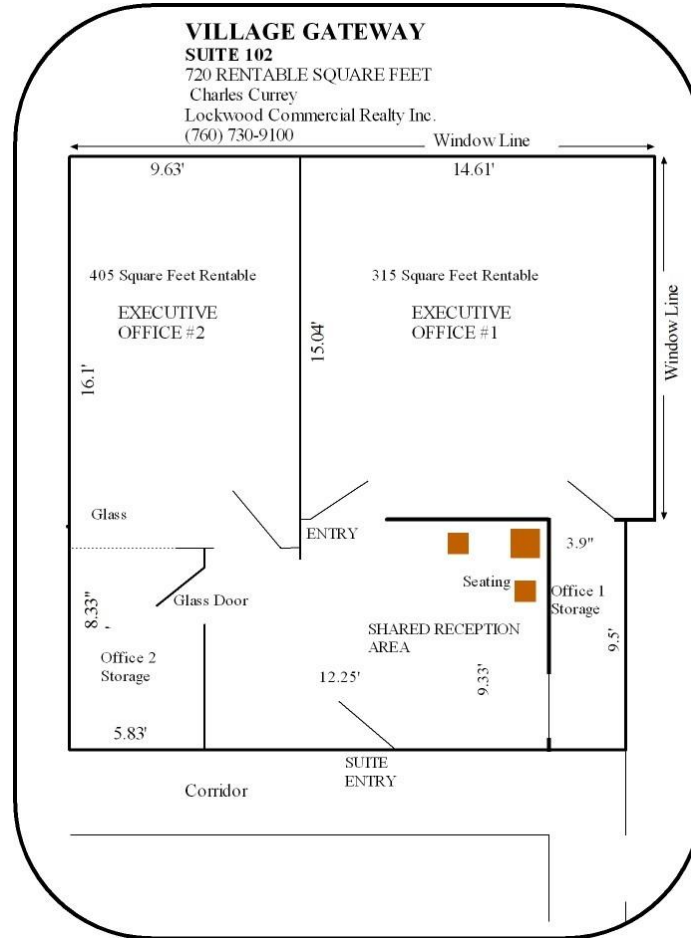 VILLAGE GATEWAY
SUITE 102
720 RENTABLE SQUARE FEET
Charles Currey
Lockwood Commercial Realty Inc.
(760) 730-9100
Window Line
9.63'
14.61'
405 Square Feet Rentable
315 Square Feet Rentable
EXECUTIVE
OFFICE #2
EXECUTIVE
OFFICE #1
Window Line
15.04'
16.1'
Glass
ENTRY
3.9"
Seating
Office 1
Storage
Glass Door
8.33"
SHARED RECEPTION
AREA
9.5'
Office 2
Storage
12.25'
9.33'
5.83'
SUITE
ENTRY
Corridor